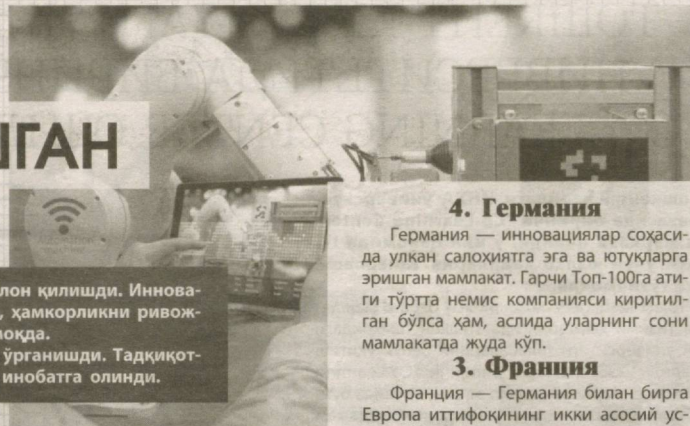 ШГАН
лон қилишди. Иннова-
, ҳамкорликни ривож-
моқда.
ўрганишди. Тадқиқот-
инобатга олинди.
4. Германия
Германия — инновациялар соҳаси-
да улкан салоҳиятга эга ва ютуқларга
эришган мамлакат. Гарчи Топ-100га ати-
ги тўртта немис компанияси киритил-
ган бўлса ҳам, аслида уларнинг сони
мамлакатда жуда кўп.
3. Франция
Франция — Германия билан бирга
Европа иттифоқининг икки асосий ус-